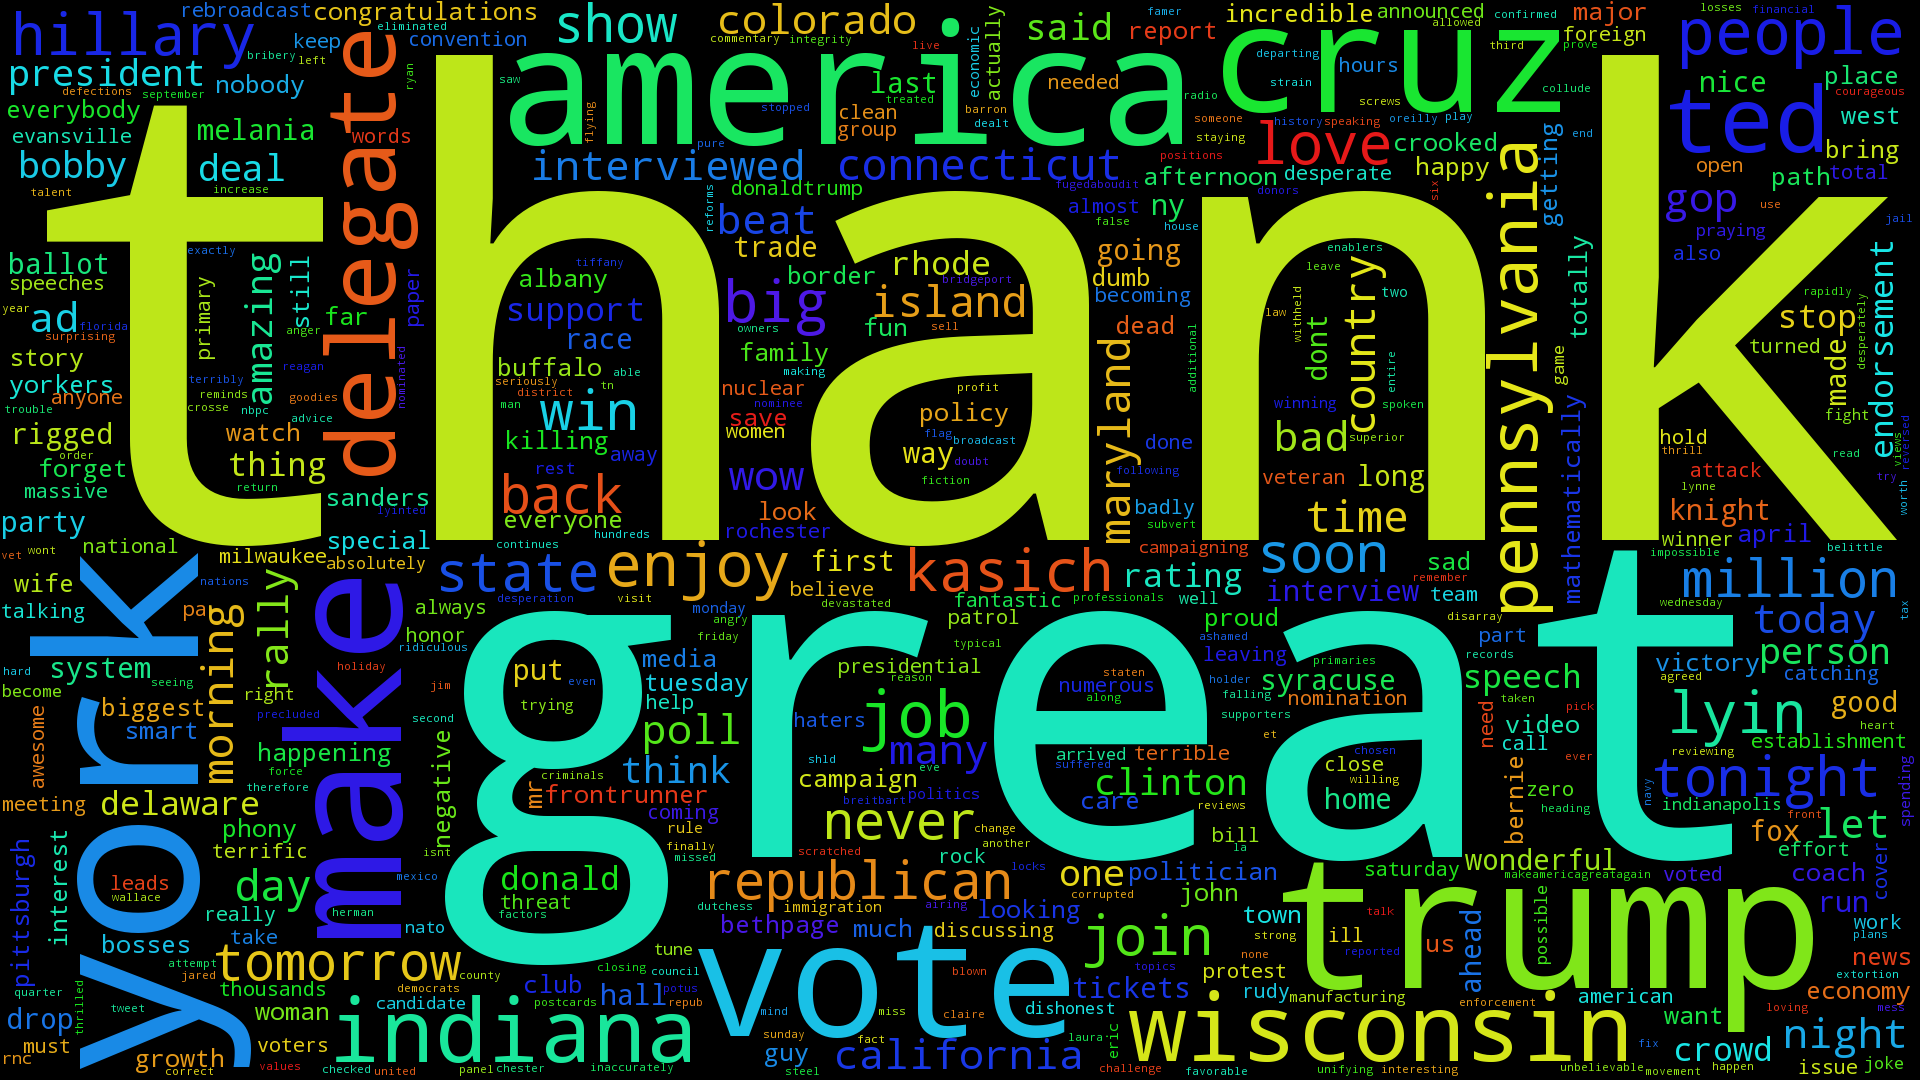 thank
great
america
cruz
trump
vote
york
make
delegate
wisconsin
indiana
pennsylvania
ted
people
hillary
kasich
republican
state
enjoy
soon
love
tomorrow
tonight
million
california
connecticut
interviewed
colorado
show
said
president
congratulations
rebroadcast
keep
eliminated
convention
bribery
left
nobody
defections
september
everybody
evansville
melania
words
bobby
deal
talent
increase
ryan
saw
flying
last
treated
clean
group
commentary
integrity
live
economic
actually
needed
barron
dealt
report
radio
incredible
announced
allowed
confirmed
third
prove
major
foreign
losses
financial
departing
strain
hours
screws
collude
nice
place
courageous
west
bring
stopped
pure
someone
staying
history
speaking
oreilly
play
end
crooked
happy
desperate
afternoon
positions
donors
six
getting
open
path
total
gop
praying
also
use
jail
donaldtrump
fugedaboudit
almost
false
ny
house
reforms
beat
trade
border
albany
tiffany
support
race
rhode
island
big
bridgeport
fun
sell
owners
family
making
nuclear
nominee
save
women
going
dumb
becoming
dead
maryland
additional
law
withheld
enablers
leave
country
two
dont
entire
winning
spoken
bad
superior
totally
game
mathematically
endorsement
rapidly
stop
turned
made
desperately
fight
hold
thrill
attack
lynne
read
views
reversed
try
worth
knight
april
winner
belittle
impossible
exactly
ballot
speeches
year
ad
florida
surprising
primary
amazing
still
anger
far
paper
nominated
story
yorkers
anyone
trouble
terribly
reminds
crosse
nbpc
reagan
goodies
advice
rigged
order
forget
massive
watch
thing
return
sanders
lyinted
party
special
vet
wont
national
milwaukee
absolutely
buffalo
seriously
able
tn
district
man
win
killing
away
rest
back
everyone
continues
hundreds
wow
look
rochester
profit
policy
flag
broadcast
way
doubt
fiction
done
following
badly
subvert
veteran
long
time
campaigning
first
believe
rating
interview
sad
remember
team
wife
nations
talking
pa
morning
rally
always
honor
ridiculous
desperation
visit
monday
angry
friday
devastated
fantastic
professionals
well
patrol
typical
proud
ashamed
leaving
disarray
part
records
wednesday
tax
today
person
victory
agreed
catching
hard
system
seeing
become
biggest
smart
right
holiday
precluded
jim
second
put
even
trying
media
tuesday
help
poll
presidential
reason
haters
job
many
staten
numerous
along
holder
falling
primaries
syracuse
nomination
supporters
speech
taken
need
video
call
pick
lyin
good
heart
reviewing
establishment
awesome
happening
force
therefore
negative
criminals
mr
frontrunner
shld
think
eve
campaign
breitbart
politics
arrived
terrible
suffered
clinton
care
reviews
et
chosen
close
willing
home
bernie
zero
ever
heading
navy
indianapolis
spending
meeting
delaware
phony
terrific
isnt
coming
rule
finally
missed
never
scratched
change
another
rock
bill
la
fox
front
let
effort
pittsburgh
interest
leads
wallace
day
mexico
herman
donald
threat
factors
dutchess
immigration
airing
locks
one
corrupted
politician
john
saturday
wonderful
makeamericagreatagain
voted
coach
cover
run
really
take
bosses
nato
bethpage
much
looking
discussing
join
town
strong
ill
talk
us
none
reported
ahead
possible
work
plans
news
attempt
jared
thousands
county
democrats
tune
closing
council
club
postcards
hall
potus
repub
blown
topics
tickets
protest
rudy
manufacturing
enforcement
american
extortion
economy
loving
mess
quarter
drop
thrilled
tweet
woman
candidate
mind
miss
claire
dishonest
want
night
rnc
must
growth
correct
voters
values
checked
united
panel
chester
inaccurately
guy
steel
sunday
fact
laura
eric
challenge
favorable
unifying
interesting
unbelievable
fix
movement
crowd
happen
issue
joke